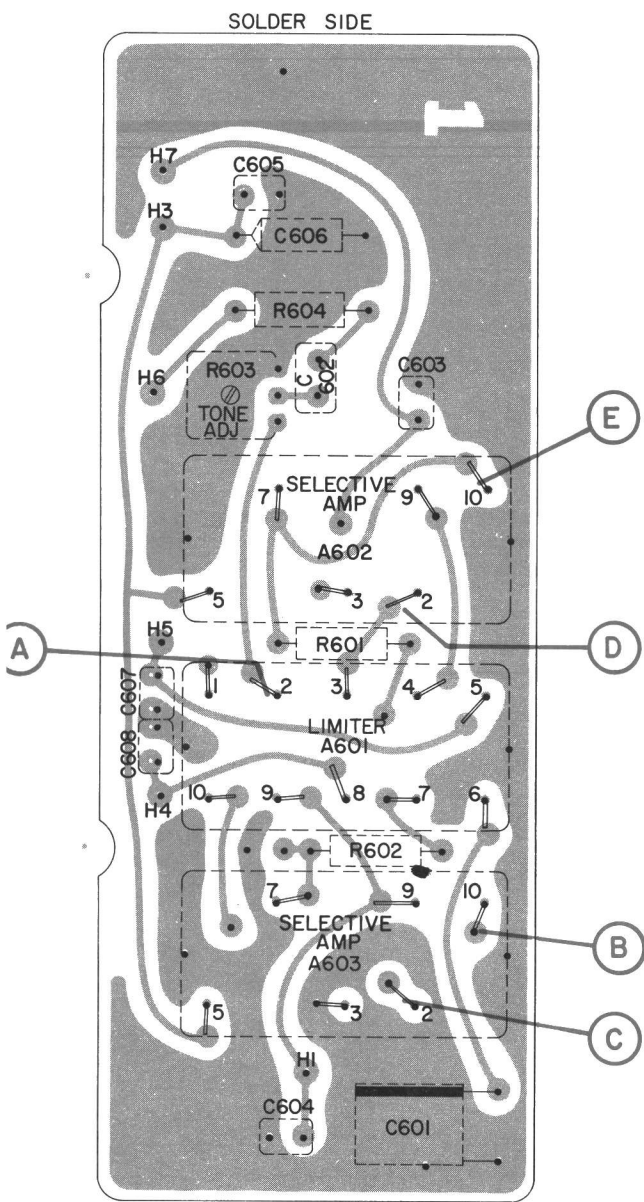 SOLDER SIDE
1
H7
C605
H3
C606
R604
C602
R603
C603
H6
TONE
ADJ
E
7
SELECTIVE
AMP
9
10
A602
5
3
2
H5
R601
D
A
C607
1
2
3
4
5
LIMITER
A601
C608
H4
10
9
8
7
6
R602
7
SELECTIVE
AMP
A603
9
10
B
5
3
2
C
H1
C604
C601